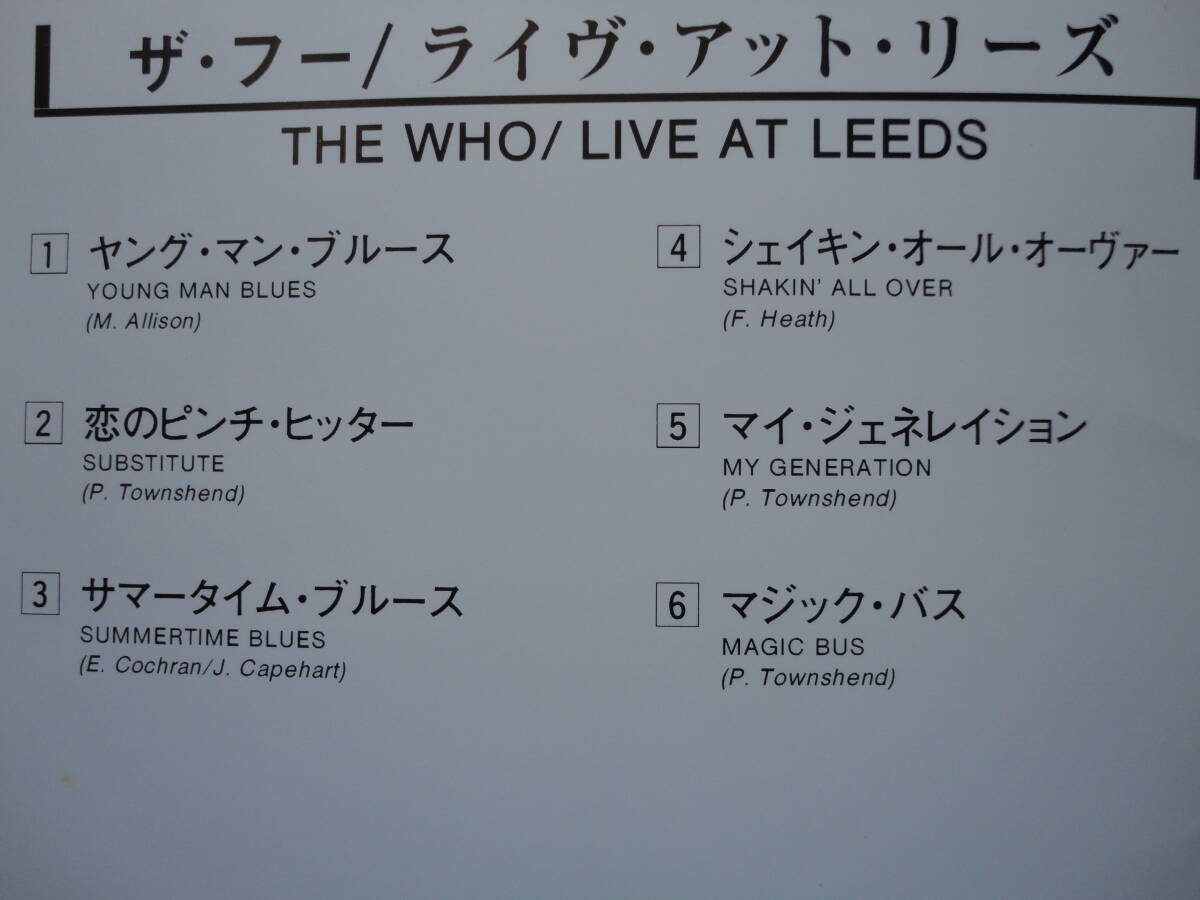 ザ・フー/ライヴ・アット・リーズ
THE WHO/ LIVE AT LEEDS
1 ヤング・マン・ブルース
YOUNG MAN BLUES
(M. Allison)
2 恋のピンチ・ヒッター
SUBSTITUTE
(P. Townshend)
3 サマータイム・ブルース
SUMMERTIME BLUES
(E. Cochran/J. Capehart)
4 シェイキン・オール・オーヴァー
SHAKIN' ALL OVER
(F. Heath)
5 マイ・ジェネレイション
MY GENERATION
(P. Townshend)
6 マジック・バス
MAGIC BUS
(P. Townshend)